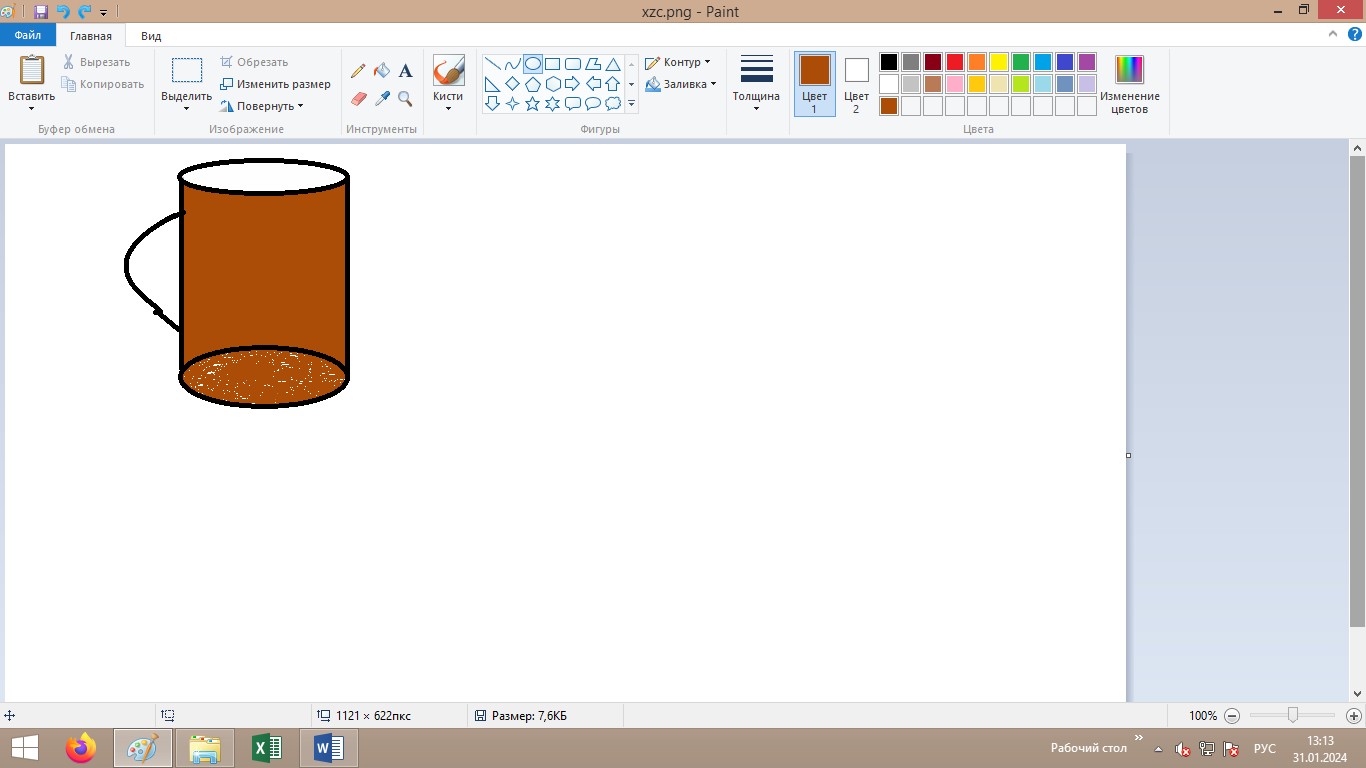 xzc.png - Paint
Файл
Главная
Вид
Вставить
Вырезать
Копировать
Буфер обмена
Выделить
Обрезать
Изменить размер
Повернуть
Изображение
A
Инструменты
Кисти
Контур
Заливка
Фигуры
Толщина
Цвет
1
Цвет
2
Изменение
цветов
Цвета
1121 × 622пкс
Размер: 7,6КБ
100%
Рабочий стол
РУС
13:13
31.01.2024